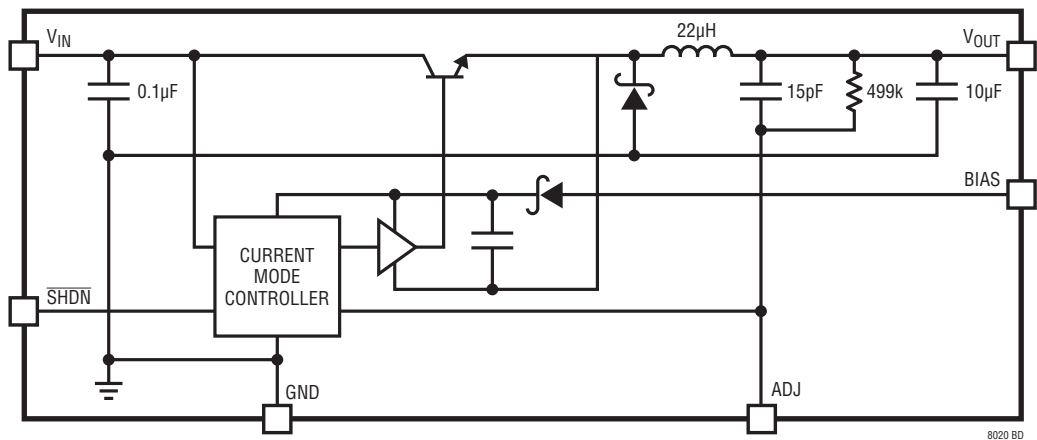 VIN
22µH
VOUT
0.1µF
15pF
499k
10µF
BIAS
CURRENT
MODE
CONTROLLER
SHDN
GND
ADJ
8020 BD